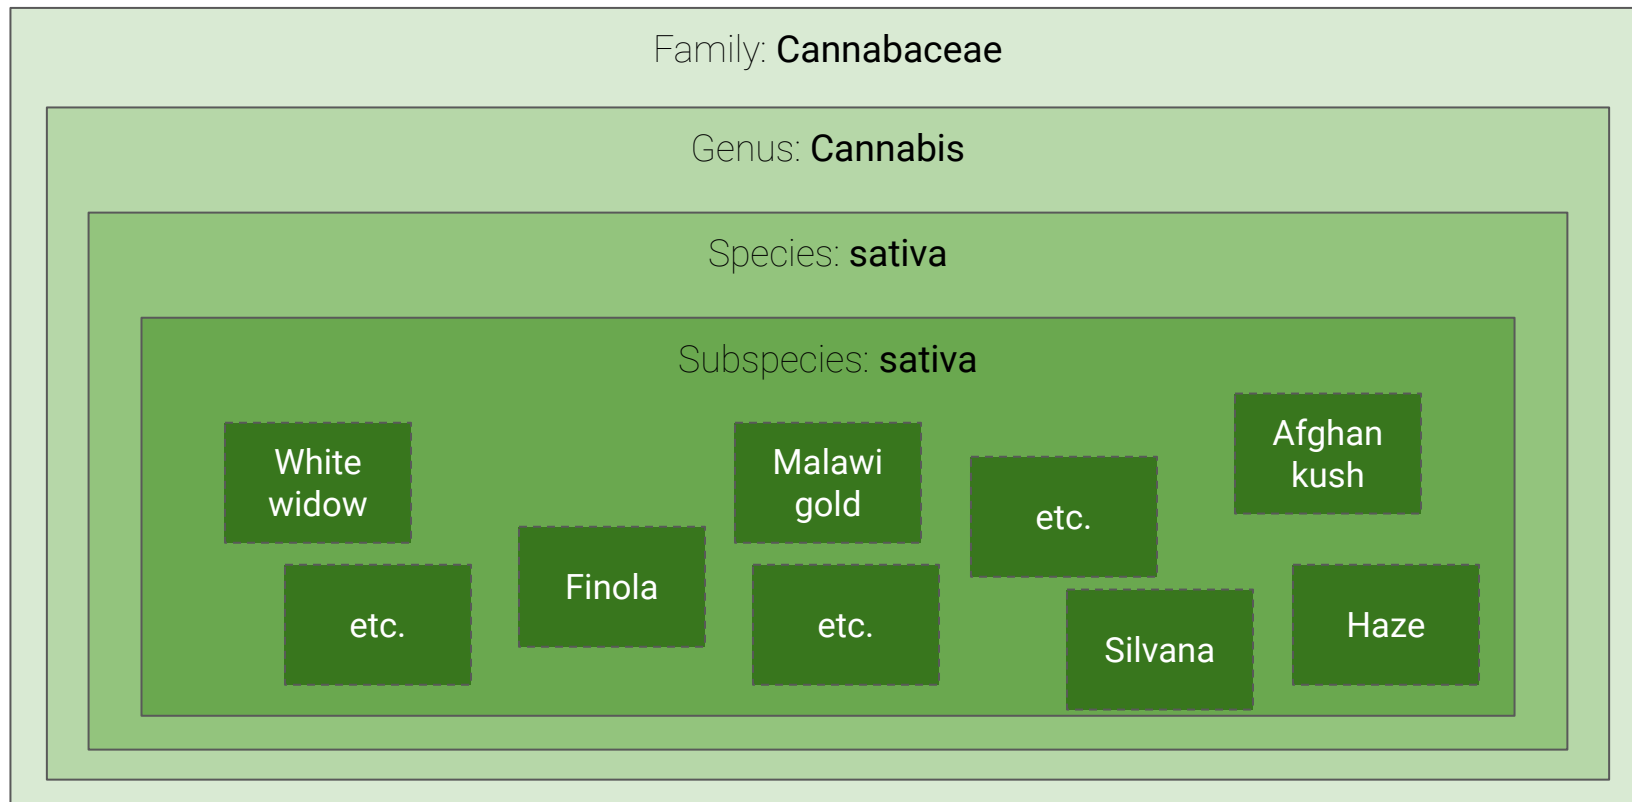 Family: Cannabaceae
Genus: Cannabis
Species: sativa
Subspecies: sativa
White
widow
Malawi
gold
etc.
Afghan
kush
etc.
Finola
etc.
Silvana
Haze